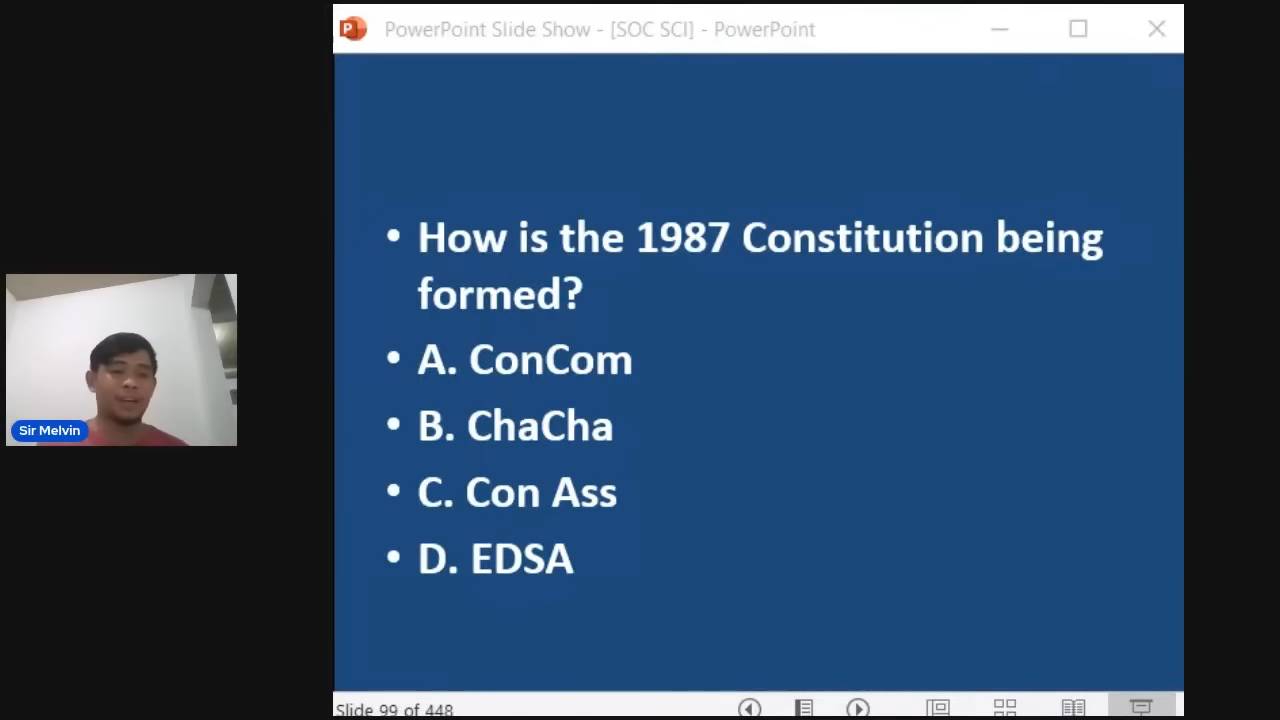 PowerPoint Slide Show - [SOC SCI] - PowerPoint
• How is the 1987 Constitution being
formed?
• A. ConCom
• B. ChaCha
• C. Con Ass
• D. EDSA
Sir Melvin
Slide 99 of 448